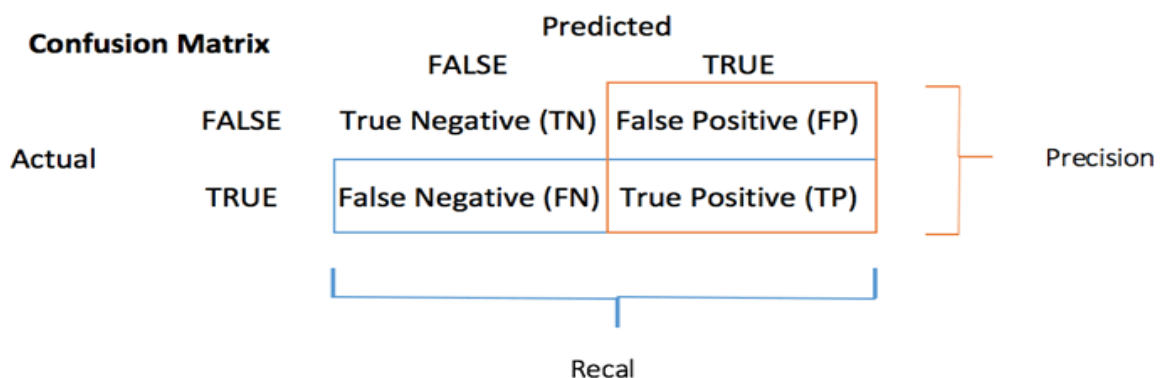 Predicted
Confusion Matrix
FALSE TRUE
FALSE True Negative (TN) False Positive (FP)
Actual
Precision
TRUE False Negative (FN) True Positive (TP)
Recal